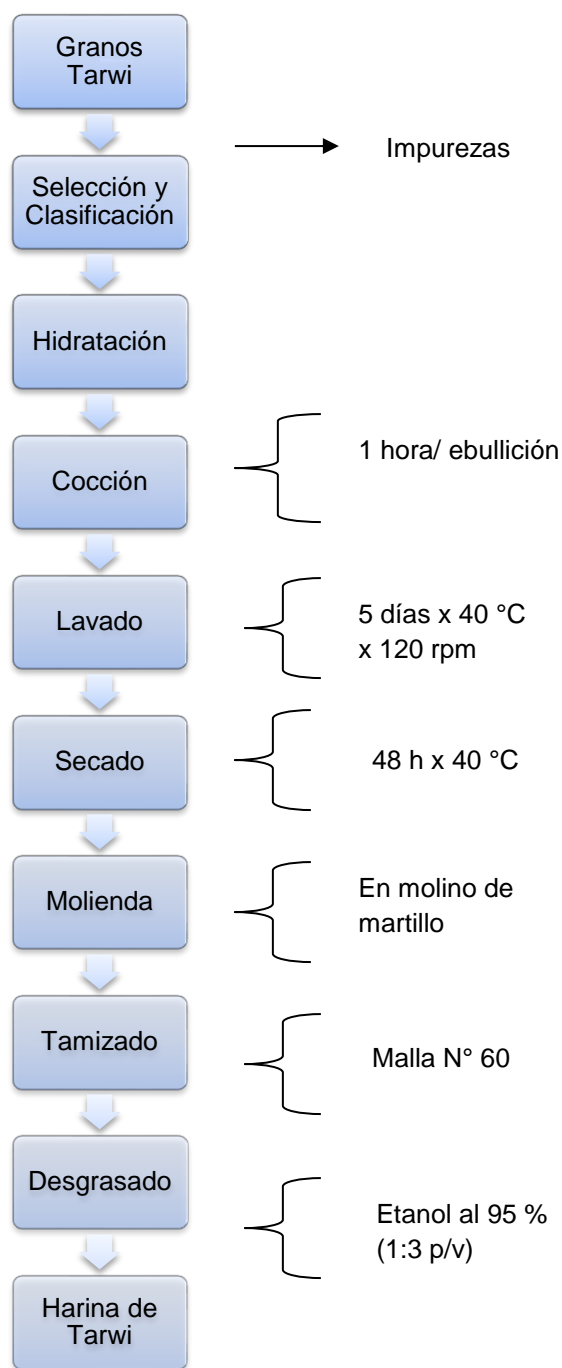 Granos
Tarwi
Impurezas
Selección y
Clasificación
Hidratación
Cocción
1 hora/ ebullición
Lavado
5 días x 40 °C
x 120 rpm
Secado
48 h x 40 °C
Molienda
En molino de
martillo
Tamizado
Malla N° 60
Desgrasado
Etanol al 95 %
(1:3 p/v)
Harina de
Tarwi